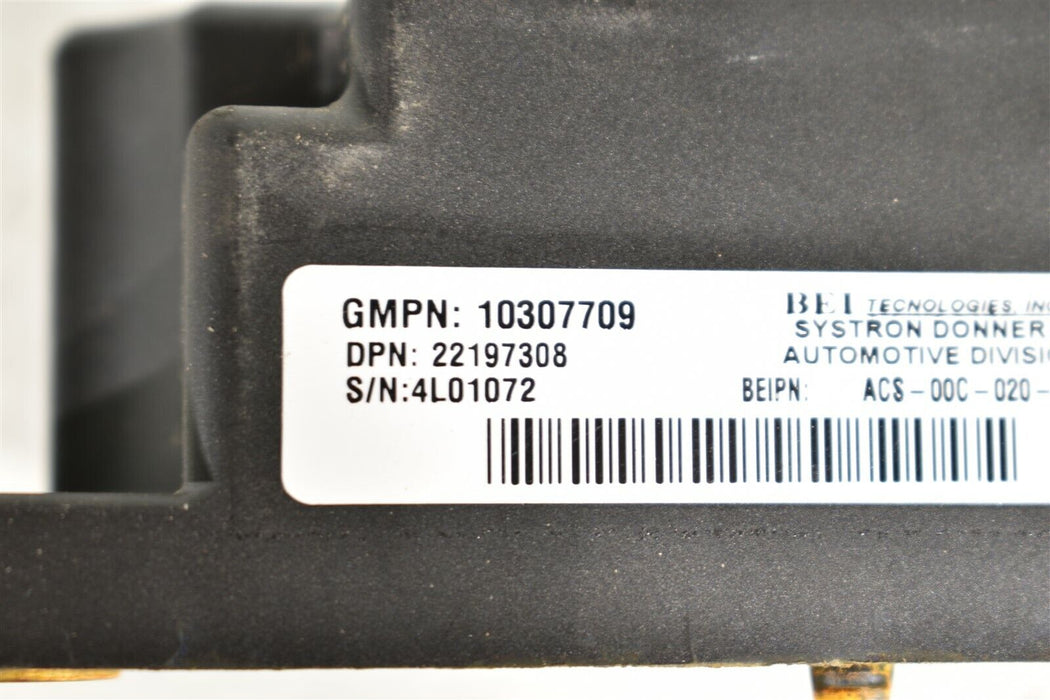 GMPN: 10307709
DPN: 22197308
S/N:4L01072
BEI TECNOLOGIES, INC
SYSTRON DONNER
AUTOMOTIVE DIVISI
BEIPN: ACS-00C-020-